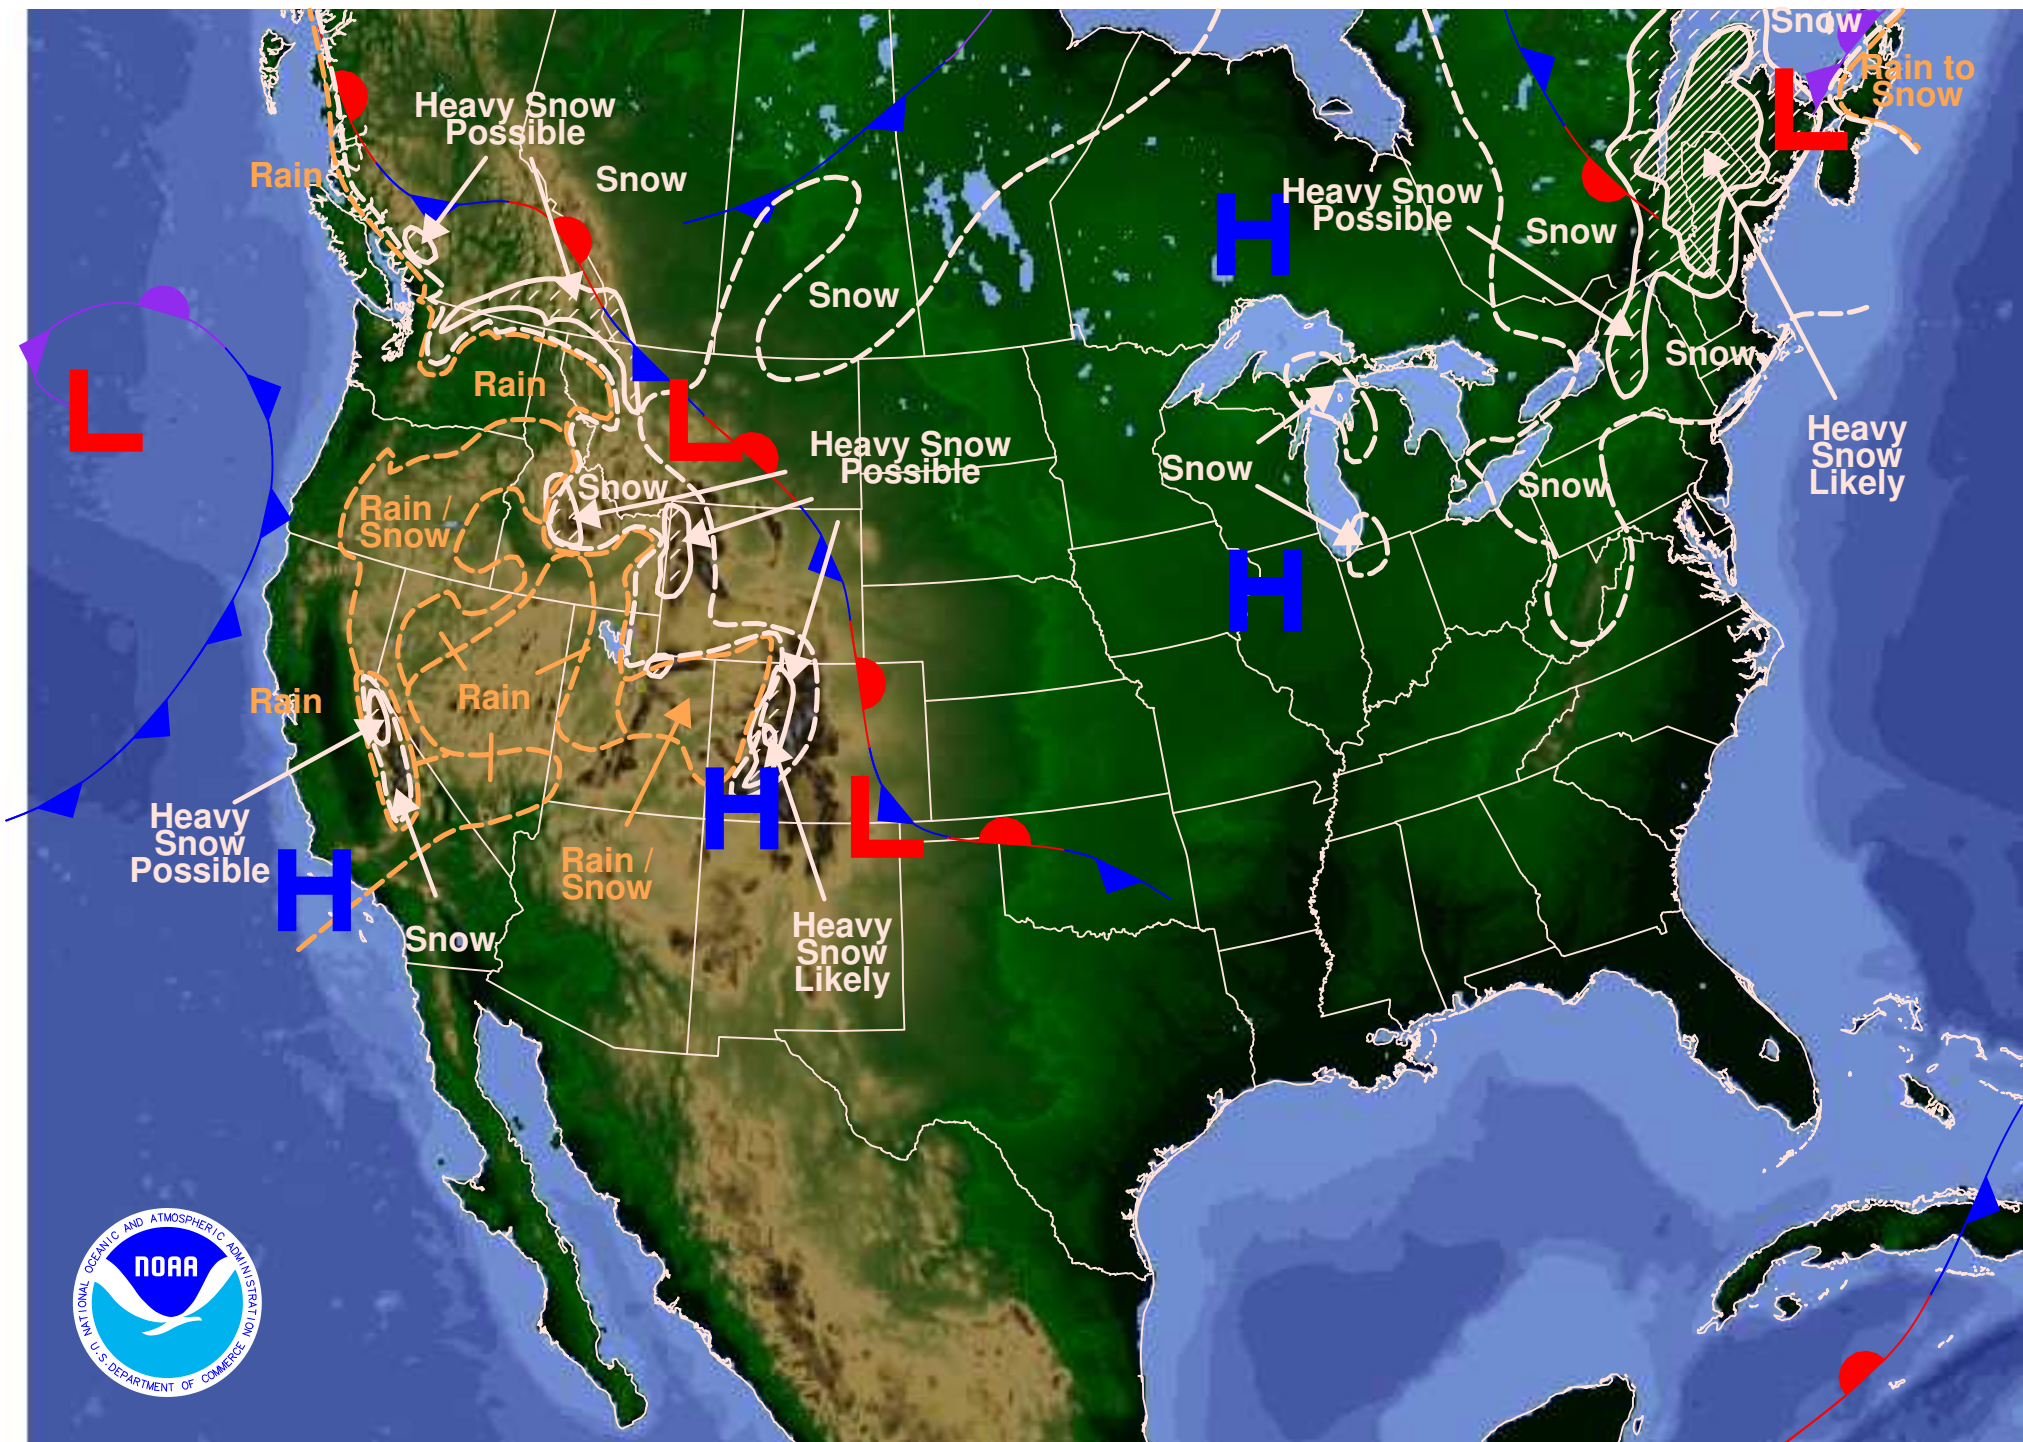 Snow
Rain to
Snow
Heavy Snow
Possible
Rain
Snow
Heavy Snow
Possible
H
Snow
L
Snow
Snow
Rain
L
L
Heavy Snow
Possible
Snow
Heavy
Snow
Likely
Snow
Snow
Rain /
Snow
H
Rain
Rain
Heavy
Snow
Possible
H
H
L
Rain /
Snow
Snow
Heavy
Snow
Likely
NATIONAL OCEANIC AND ATMOSPHERIC ADMINISTRATION
NOAA
U.S. DEPARTMENT OF COMMERCE